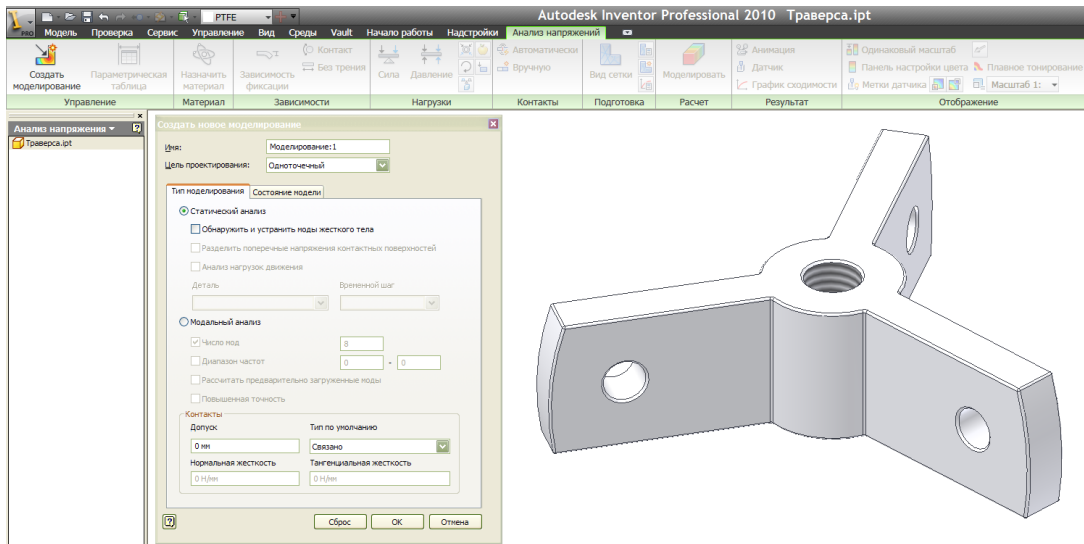 PTFE
Autodesk Inventor Professional 2010 Траверса.ipt
PRO Модель Проверка Сервис Управление Вид Среды Vault Начало работы Надстройки Анализ напряжений
Создать моделирование
Параметрическая таблица
Управление
Назначить материал
Материал
Зависимость фиксации
Контакт
Без трения
Зависимости
Сила Давление
Нагрузки
Автоматически
Вручную
Контакты
Вид сетки
Подготовка
Моделировать
Расчет
Анимация
Датчик
График сходимости
Результат
Одинаковый масштаб
Панель настройки цвета Плавное тонирование
Метки датчика Масштаб 1:
Отображение
Анализ напряжения
Траверса.ipt
Создать новое моделирование
Имя: Моделирование:1
Цель проектирования: Одноточечный
Тип моделирования Состояние модели
Статический анализ
Обнаружить и устранить моды жесткого тела
Разделить поперечные напряжения контактных поверхностей
Анализ нагрузок движения
Деталь Временной шаг
Модальный анализ
Число мод 8
Диапазон частот 0 - 0
Рассчитать предварительно загруженные моды
Повышенная точность
Контакты
Допуск Тип по умолчанию
0 мм Связано
Нормальная жесткость Тангенциальная жесткость
0 Н/мм 0 Н/мм
Сброс OK Отмена